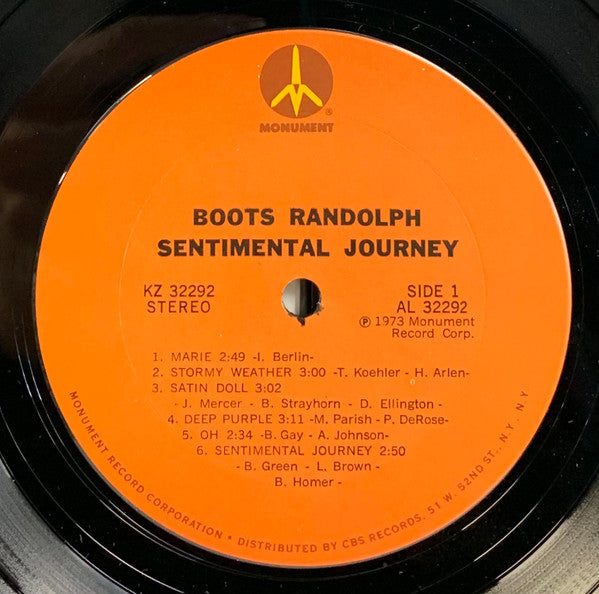 ®
MONUMENT
BOOTS RANDOLPH
SENTIMENTAL JOURNEY
KZ 32292
STEREO
SIDE 1
AL 32292
℗ 1973 Monument
Record Corp.
1. MARIE 2:49 -I. Berlin-
2. STORMY WEATHER 3:00 -T. Koehler - H. Arlen-
3. SATIN DOLL 3:02
- J. Mercer - B. Strayhorn - D. Ellington -
4. DEEP PURPLE 3:11 -M. Parish - P. DeRose-
5. OH 2:34 -B. Gay - A. Johnson-
6. SENTIMENTAL JOURNEY 2:50
- B. Green - L. Brown -
B. Homer -
MONUMENT RECORD CORPORATION * DISTRIBUTED BY CBS RECORDS, 51 W. 52ND ST., N.Y., N.Y.